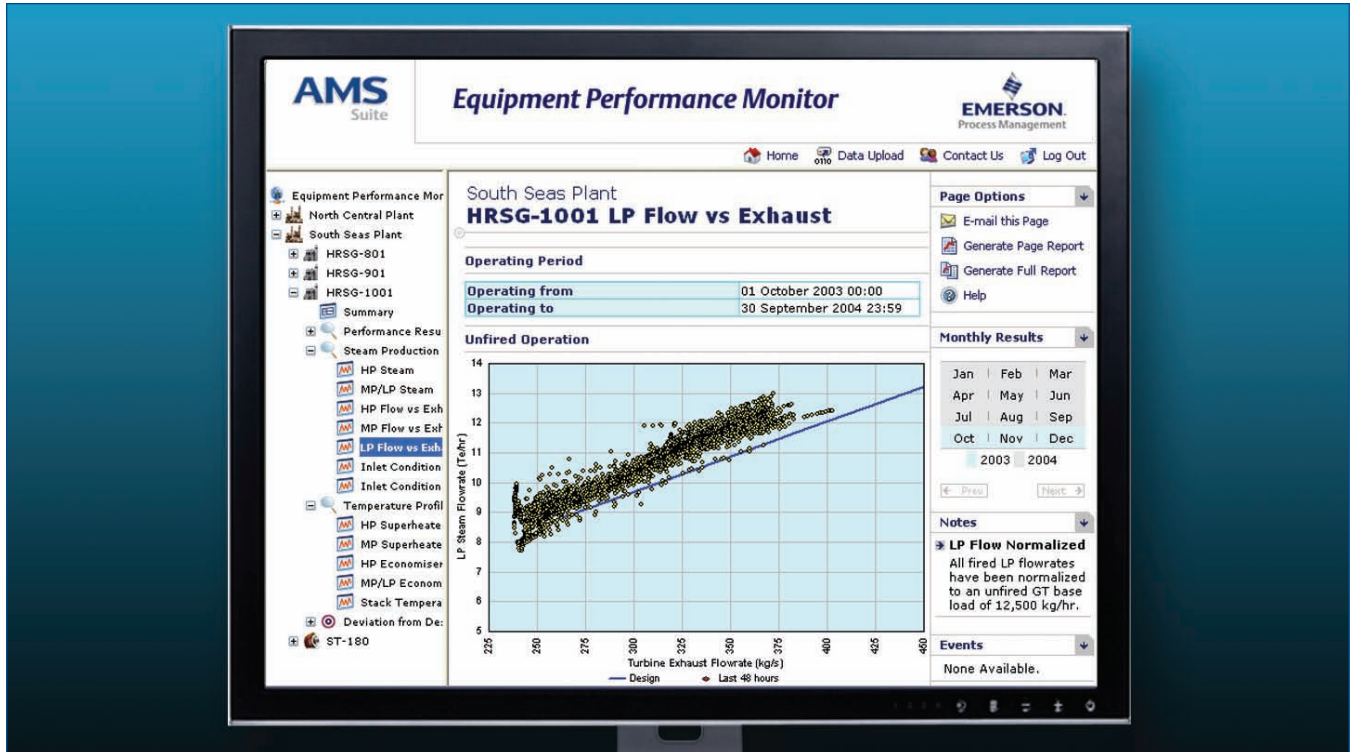 AMS
Suite
Equipment Performance Monitor
EMERSON.
Process Management
Home Data Upload Contact Us Log Out
Equipment Performance Mor
North Central Plant
South Seas Plant
HRSG-801
HRSG-901
HRSG-1001
Summary
Performance Resu
Steam Production
HP Steam
MP/LP Steam
HP Flow vs Exh
MP Flow vs Exh
LP Flow vs Exh
Inlet Condition
Inlet Condition
Temperature Profil
HP Superheate
MP Superheate
HP Economiser
MP/LP Econom
Stack Tempera
Deviation from De:
ST-180
South Seas Plant
HRSG-1001 LP Flow vs Exhaust
Operating Period
Operating from 01 October 2003 00:00
Operating to 30 September 2004 23:59
Unfired Operation
LP Steam Flowrate (Te/hr)
14
13
12
11
10
9
8
7
6
5
225 250 275 300 325 350 375 400 425 450
Turbine Exhaust Flowrate (kg/s)
Design Last 48 hours
Page Options
E-mail this Page
Generate Page Report
Generate Full Report
Help
Monthly Results
Jan Feb Mar
Apr May Jun
Jul Aug Sep
Oct Nov Dec
2003 2004
Prev Next
Notes
LP Flow Normalized
All fired LP flowrates
have been normalized
to an unfired GT base
load of 12,500 kg/hr.
Events
None Available.